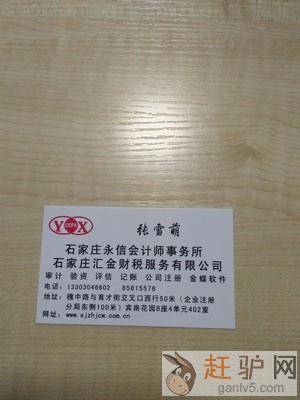 YX
CCPA
张雪萌
石家庄永信会计师事务所
石家庄汇金财税服务有限公司
审计 验资 评估 记账 公司注册 金蝶软件
电话：13303046602 85815578
地址：槐中路与育才街交叉口西行50米（企业注册
分局东侧100米）宾南花园B座4单元402室
网址：www.sjzhjcw.com.cn
赶驴网
ganlv5.com